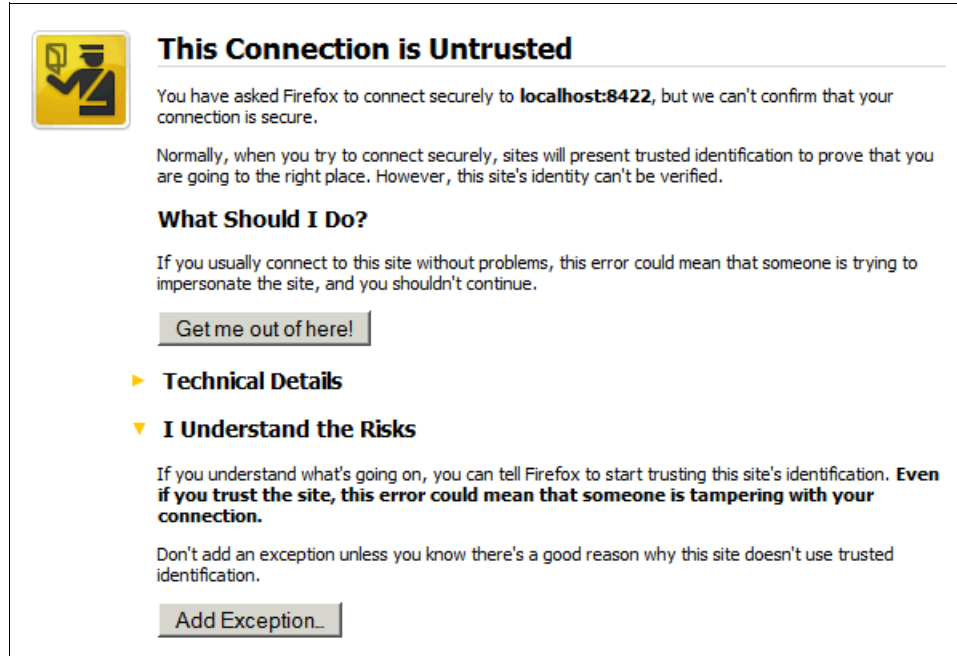 This Connection is Untrusted
You have asked Firefox to connect securely to localhost:8422, but we can't confirm that your
connection is secure.
Normally, when you try to connect securely, sites will present trusted identification to prove that you
are going to the right place. However, this site's identity can't be verified.
What Should I Do?
If you usually connect to this site without problems, this error could mean that someone is trying to
impersonate the site, and you shouldn't continue.
Get me out of here!
Technical Details
I Understand the Risks
If you understand what's going on, you can tell Firefox to start trusting this site's identification. Even
if you trust the site, this error could mean that someone is tampering with your
connection.
Don't add an exception unless you know there's a good reason why this site doesn't use trusted
identification.
Add Exception...